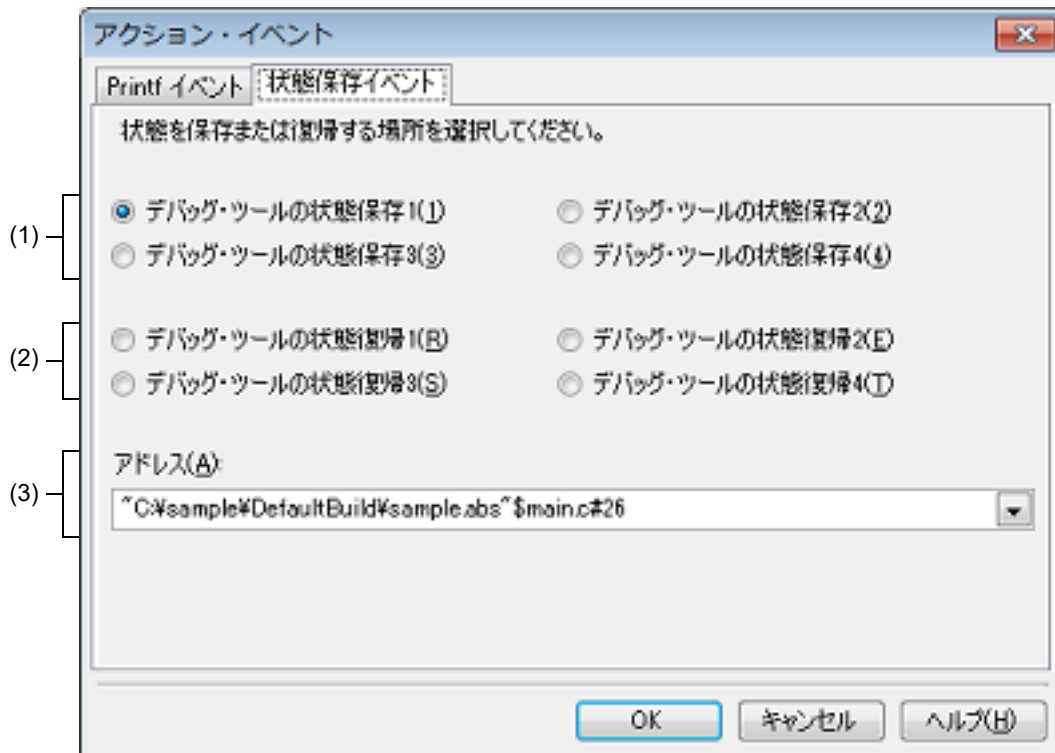 アクション・イベント
Printf イベント 状態保存イベント
状態を保存または復帰する場所を選択してください。
(1)
デバッグ・ツールの状態保存1(1) デバッグ・ツールの状態保存2(2)
デバッグ・ツールの状態保存3(3) デバッグ・ツールの状態保存4(4)
(2)
デバッグ・ツールの状態復帰1(R) デバッグ・ツールの状態復帰2(E)
デバッグ・ツールの状態復帰3(S) デバッグ・ツールの状態復帰4(T)
(3)
アドレス(A):
"C:¥sample¥DefaultBuild¥sample.abs"$main.c#26
OK キャンセル ヘルプ(H)